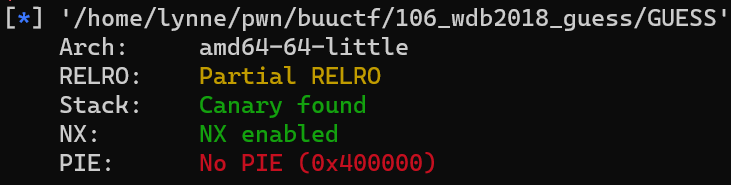 [*] '/home/lynne/pwn/buuctf/106_wdb2018_guess/GUESS'
Arch: amd64-64-little
RELRO: Partial RELRO
Stack: Canary found
NX: NX enabled
PIE: No PIE (0x400000)